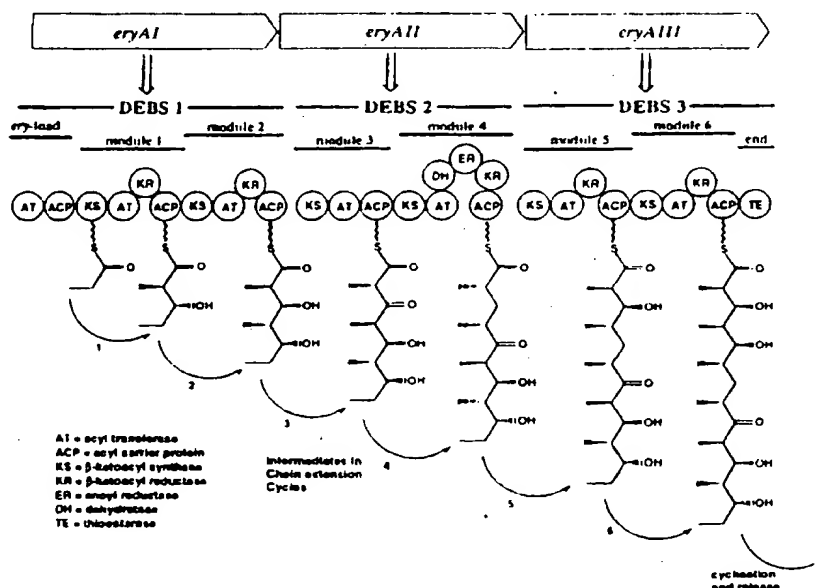 eryAI eryAII eryAIII
DEBS 1 DEBS 2 DEBS 3
ery-load module 1 module 2 module 3 module 4 module 5 module 6 end
AT ACP KS AT KR ACP KS AT KR ACP KS AT ACP KS AT DH ER KR ACP KS AT KR ACP KS AT KR ACP TE
S S S S S S S
O O O O O O O
OH OH O OH OH
OH OH O OH OH
OH OH O O
OH OH OH
OH OH
1 2 3 4 5 6
AT = acyl transferase
ACP = acyl carrier protein
KS = β-ketoacyl synthase
KR = β-ketoacyl reductase
ER = enoyl reductase
DH = dehydratase
TE = thioesterase
Intermediates in
Chain extension
Cycles
cyclisation
and release